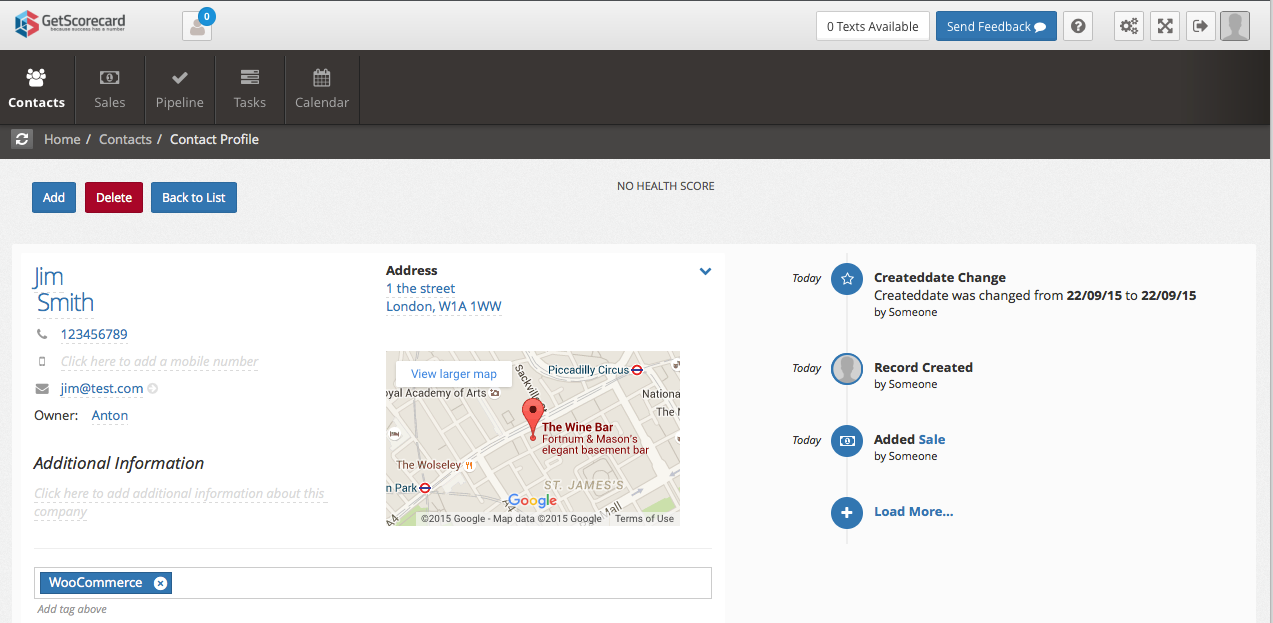 GetScorecard
because success has a number
0
0 Texts Available
Send Feedback
Contacts
Sales
Pipeline
Tasks
Calendar
Home / Contacts / Contact Profile
Add
Delete
Back to List
NO HEALTH SCORE
Jim
Smith
123456789
Click here to add a mobile number
jim@test.com
Owner: Anton
Additional Information
Click here to add additional information about this
company
Address
1 the street
London, W1A 1WW
View larger map
Piccadilly Circus
Sackville
oyal Academy of Arts
Nationa
The
The Wine Bar
Fortnum & Mason's
elegant basement bar
The Wolseley
ST. JAMES'S
n Park
Mall
A4
A4
Google
©2015 Google - Map data ©2015 Google
Terms of Use
WooCommerce
Add tag above
Today
Createddate Change
Createddate was changed from 22/09/15 to 22/09/15
by Someone
Today
Record Created
by Someone
Today
Added Sale
by Someone
Load More...